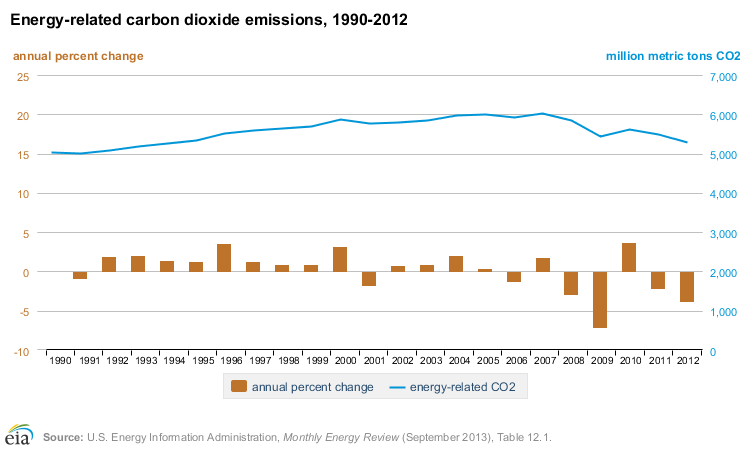 Energy-related carbon dioxide emissions, 1990-2012
annual percent change million metric tons CO2
25 7,000
20 6,000
15 5,000
10 4,000
5 3,000
0 2,000
-5 1,000
-10 0
1990 1991 1992 1993 1994 1995 1996 1997 1998 1999 2000 2001 2002 2003 2004 2005 2006 2007 2008 2009 2010 2011 2012
annual percent change energy-related CO2
eia Source: U.S. Energy Information Administration, Monthly Energy Review (September 2013), Table 12.1.